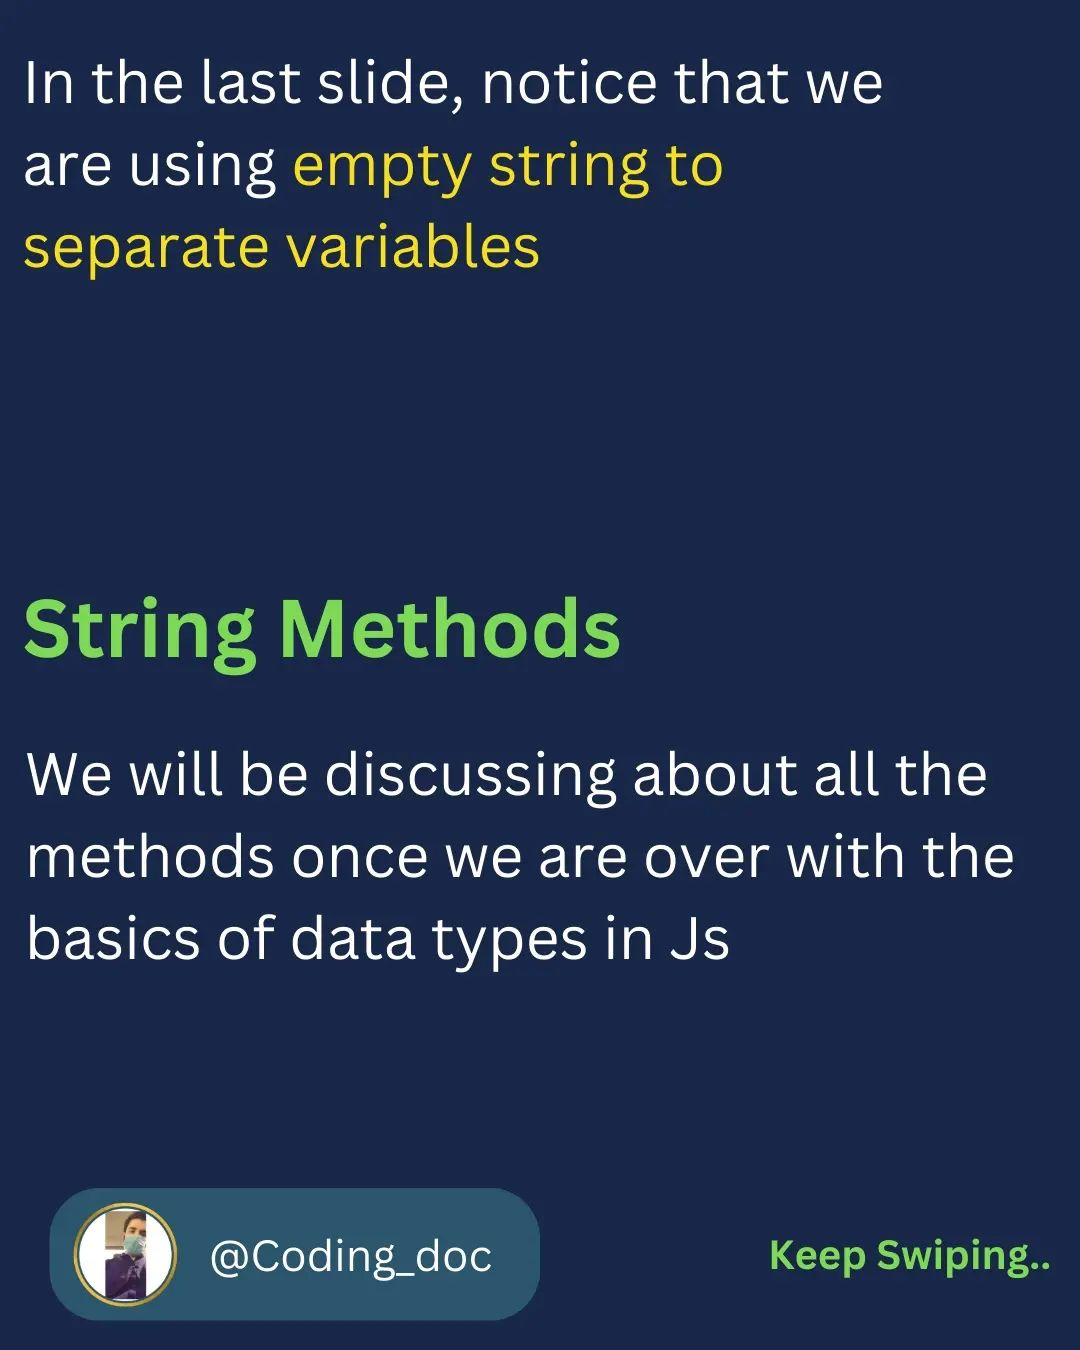 In the last slide, notice that we
are using empty string to
separate variables
String Methods
We will be discussing about all the
methods once we are over with the
basics of data types in Js
@Coding_doc
Keep Swiping..